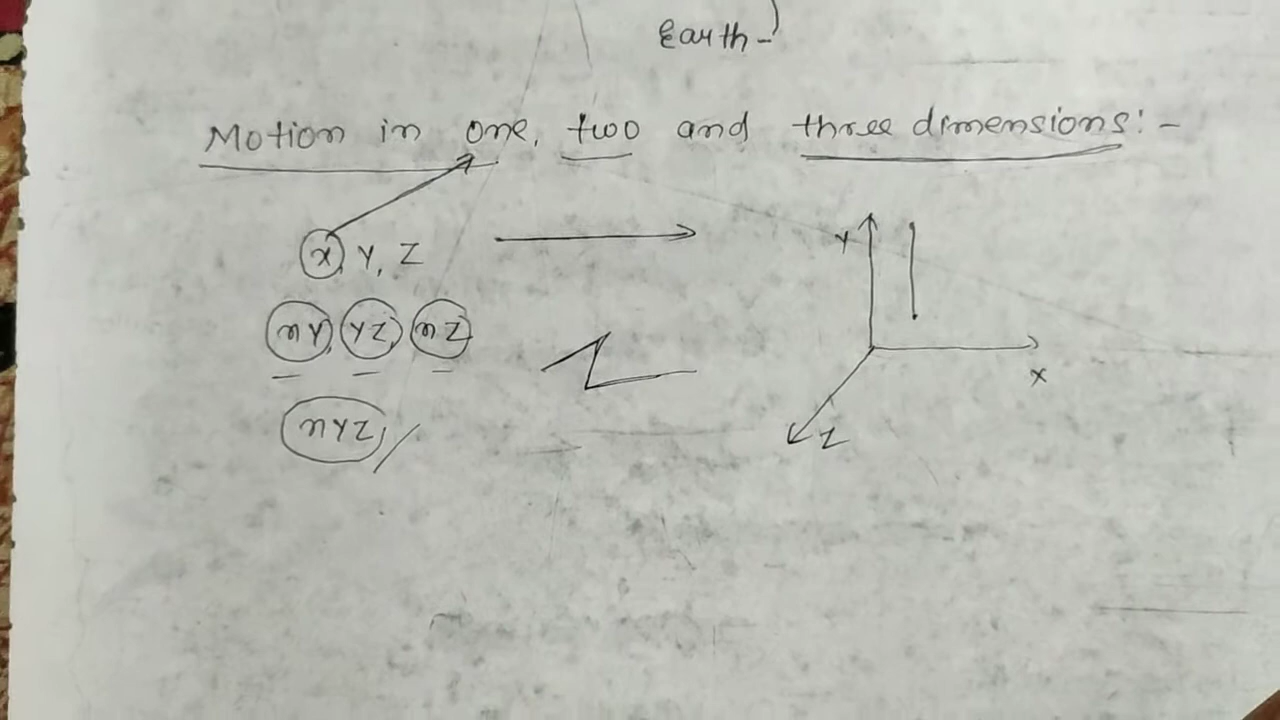 Earth-)
Motion in one, two and three dimensions:-
x, Y, Z
xY, YZ, xZ
xYZ,
Y
X
Z